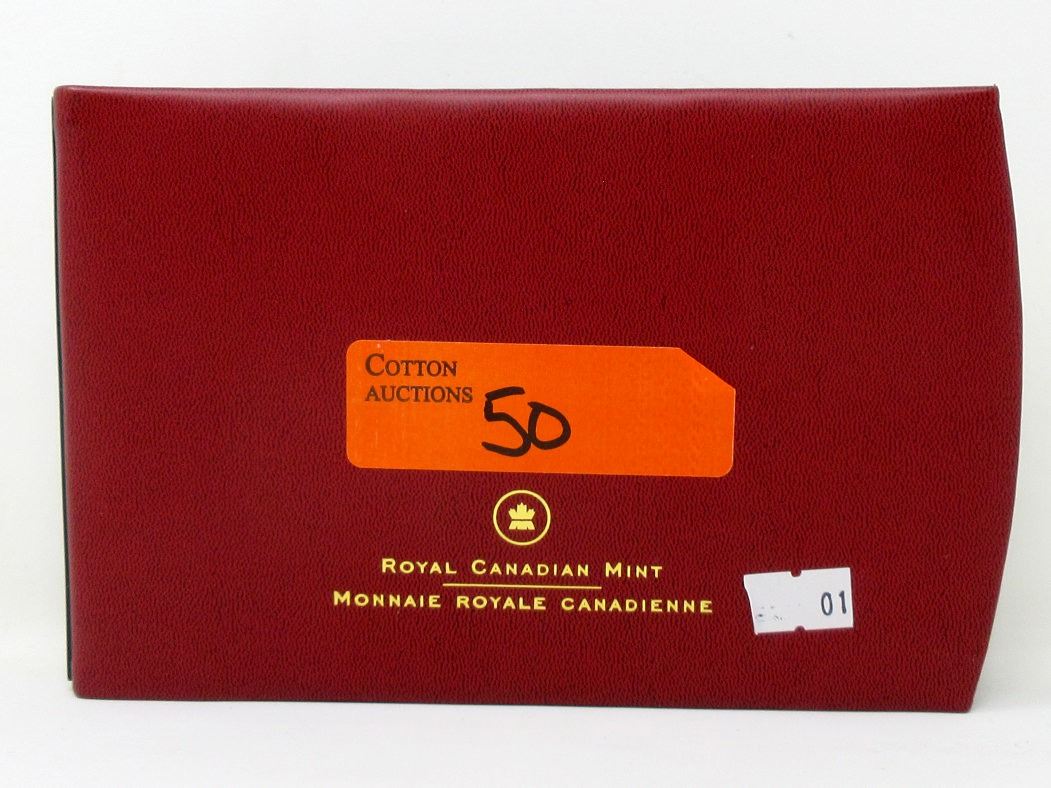 COTTON
AUCTIONS
50
ROYAL CANADIAN MINT
MONNAIE ROYALE CANADIENNE
01